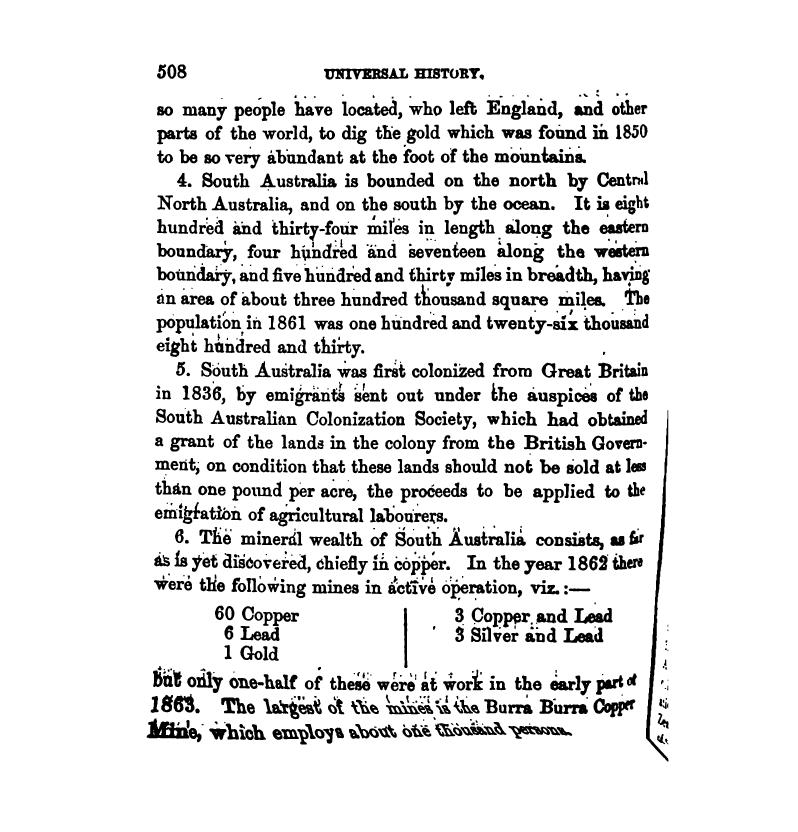 508 UNIVERSAL HISTORY.
so many people have located, who left England, and other
parts of the world, to dig the gold which was found in 1850
to be so very abundant at the foot of the mountains.
4. South Australia is bounded on the north by Central
North Australia, and on the south by the ocean. It is eight
hundred and thirty-four miles in length along the eastern
boundary, four hundred and seventeen along the western
boundary, and five hundred and thirty miles in breadth, having
an area of about three hundred thousand square miles. The
population in 1861 was one hundred and twenty-six thousand
eight hundred and thirty.
5. South Australia was first colonized from Great Britain
in 1836, by emigrants sent out under the auspices of the
South Australian Colonization Society, which had obtained
a grant of the lands in the colony from the British Govern-
ment, on condition that these lands should not be sold at less
than one pound per acre, the proceeds to be applied to the
emigration of agricultural labourers.
6. The mineral wealth of South Australia consists, as far
as is yet discovered, chiefly in copper. In the year 1862 there
were the following mines in active operation, viz.:—
60 Copper 3 Copper and Lead
6 Lead 3 Silver and Lead
1 Gold
But only one-half of these were at work in the early part of
1863. The largest of the mines is the Burra Burra Copper
Mine, which employs about one thousand persons.